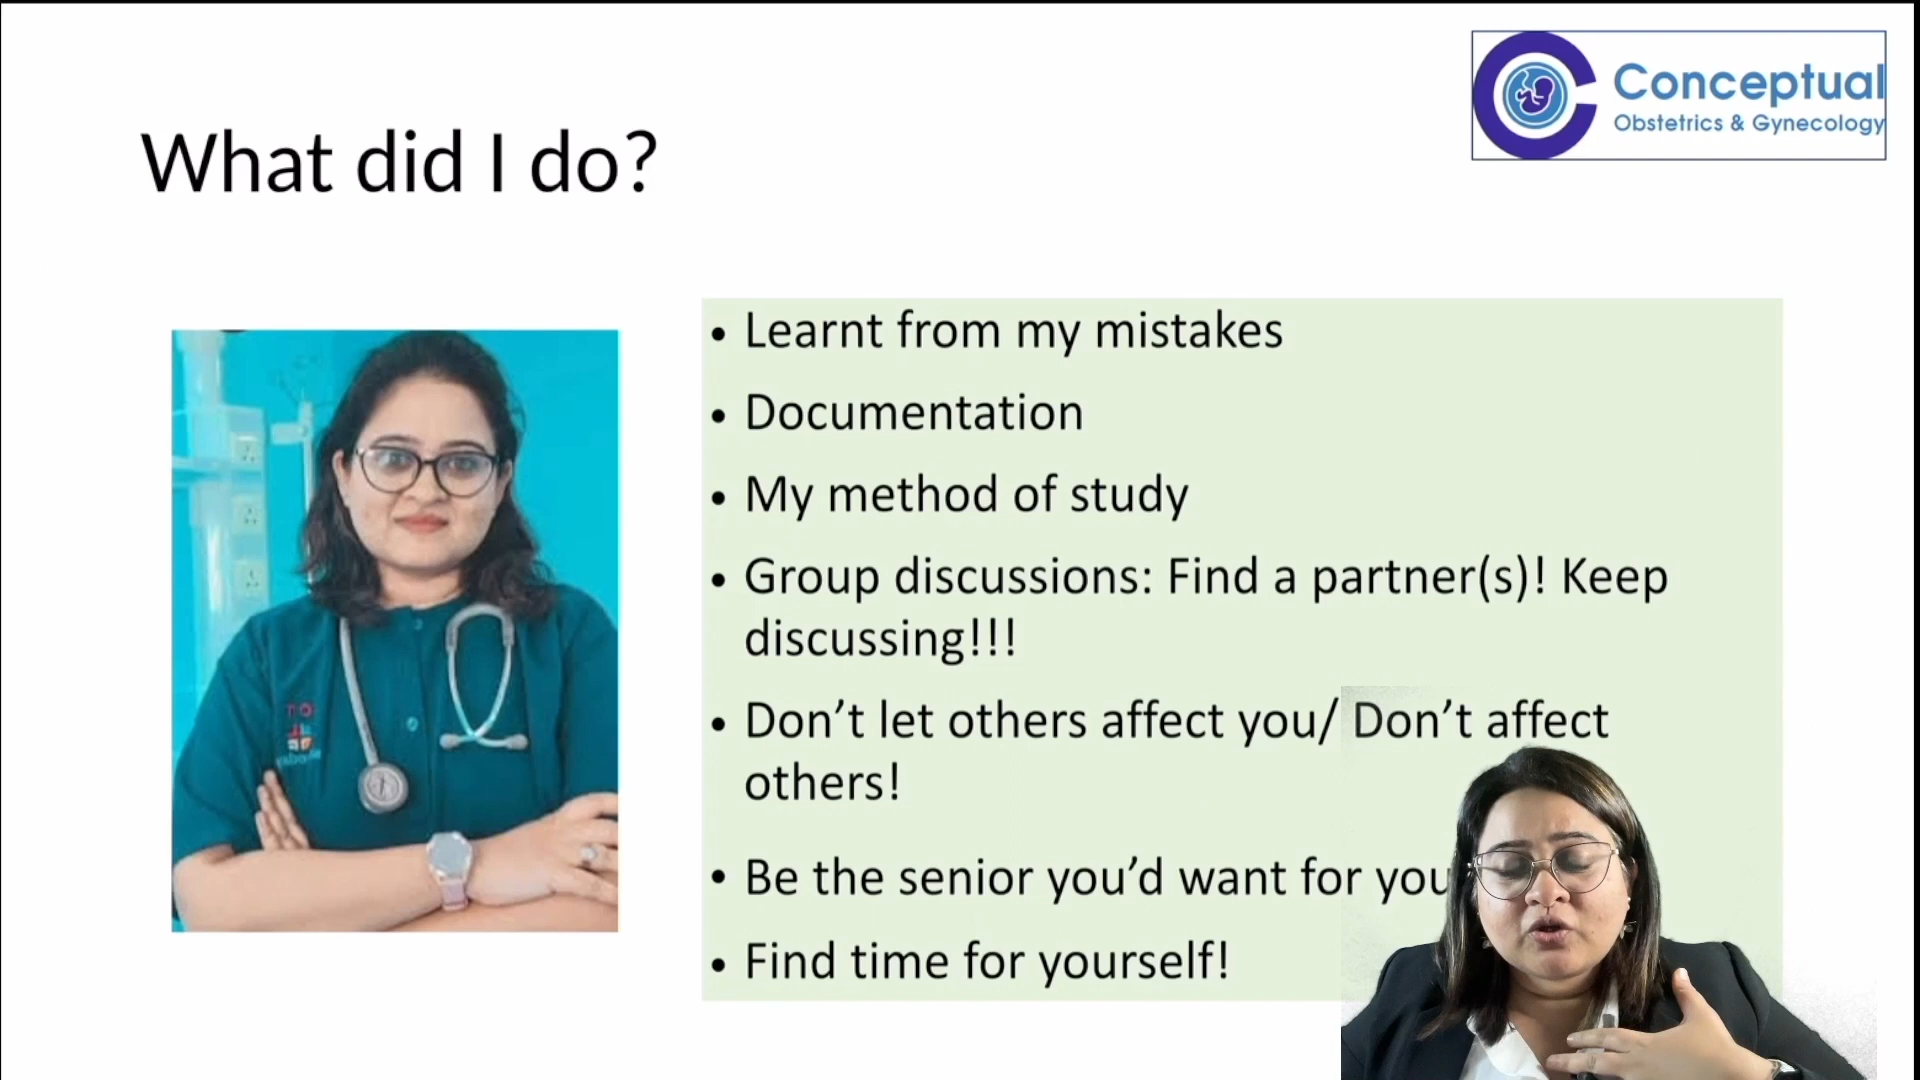 Conceptual
Obstetrics & Gynecology
What did I do?
• Learnt from my mistakes
• Documentation
• My method of study
• Group discussions: Find a partner(s)! Keep
discussing!!!
• Don’t let others affect you/ Don’t affect
others!
• Be the senior you’d want for
• Find time for yourself!